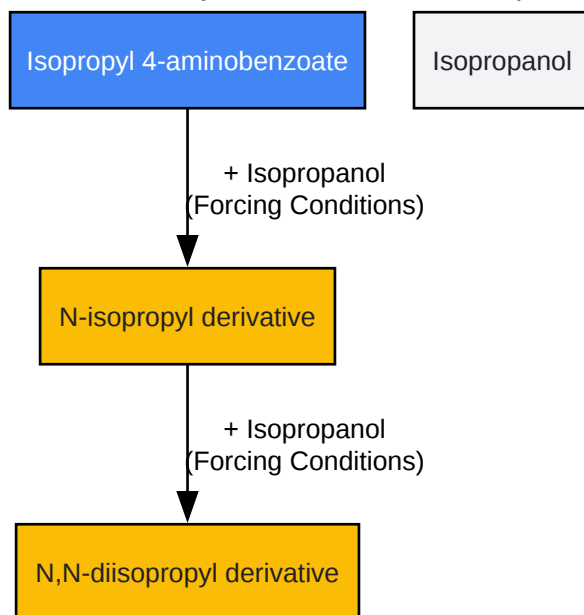 Isopropyl 4-aminobenzoate
Isopropanol
+ Isopropanol
(Forcing Conditions)
N-isopropyl derivative
+ Isopropanol
(Forcing Conditions)
N,N-diisopropyl derivative